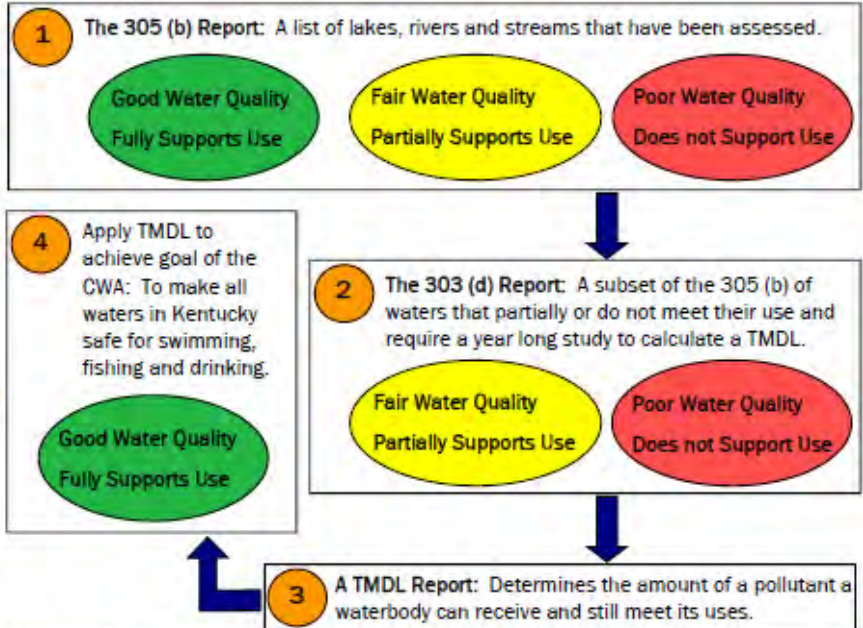 1
The 305 (b) Report: A list of lakes, rivers and streams that have been assessed.
Good Water Quality
Fully Supports Use
Fair Water Quality
Partially Supports Use
Poor Water Quality
Does not Support Use
2
The 303 (d) Report: A subset of the 305 (b) of
waters that partially or do not meet their use and
require a year long study to calculate a TMDL.
Fair Water Quality
Partially Supports Use
Poor Water Quality
Does not Support Use
3
A TMDL Report: Determines the amount of a pollutant a
waterbody can receive and still meet its uses.
4
Apply TMDL to
achieve goal of the
CWA: To make all
waters in Kentucky
safe for swimming,
fishing and drinking.
Good Water Quality
Fully Supports Use